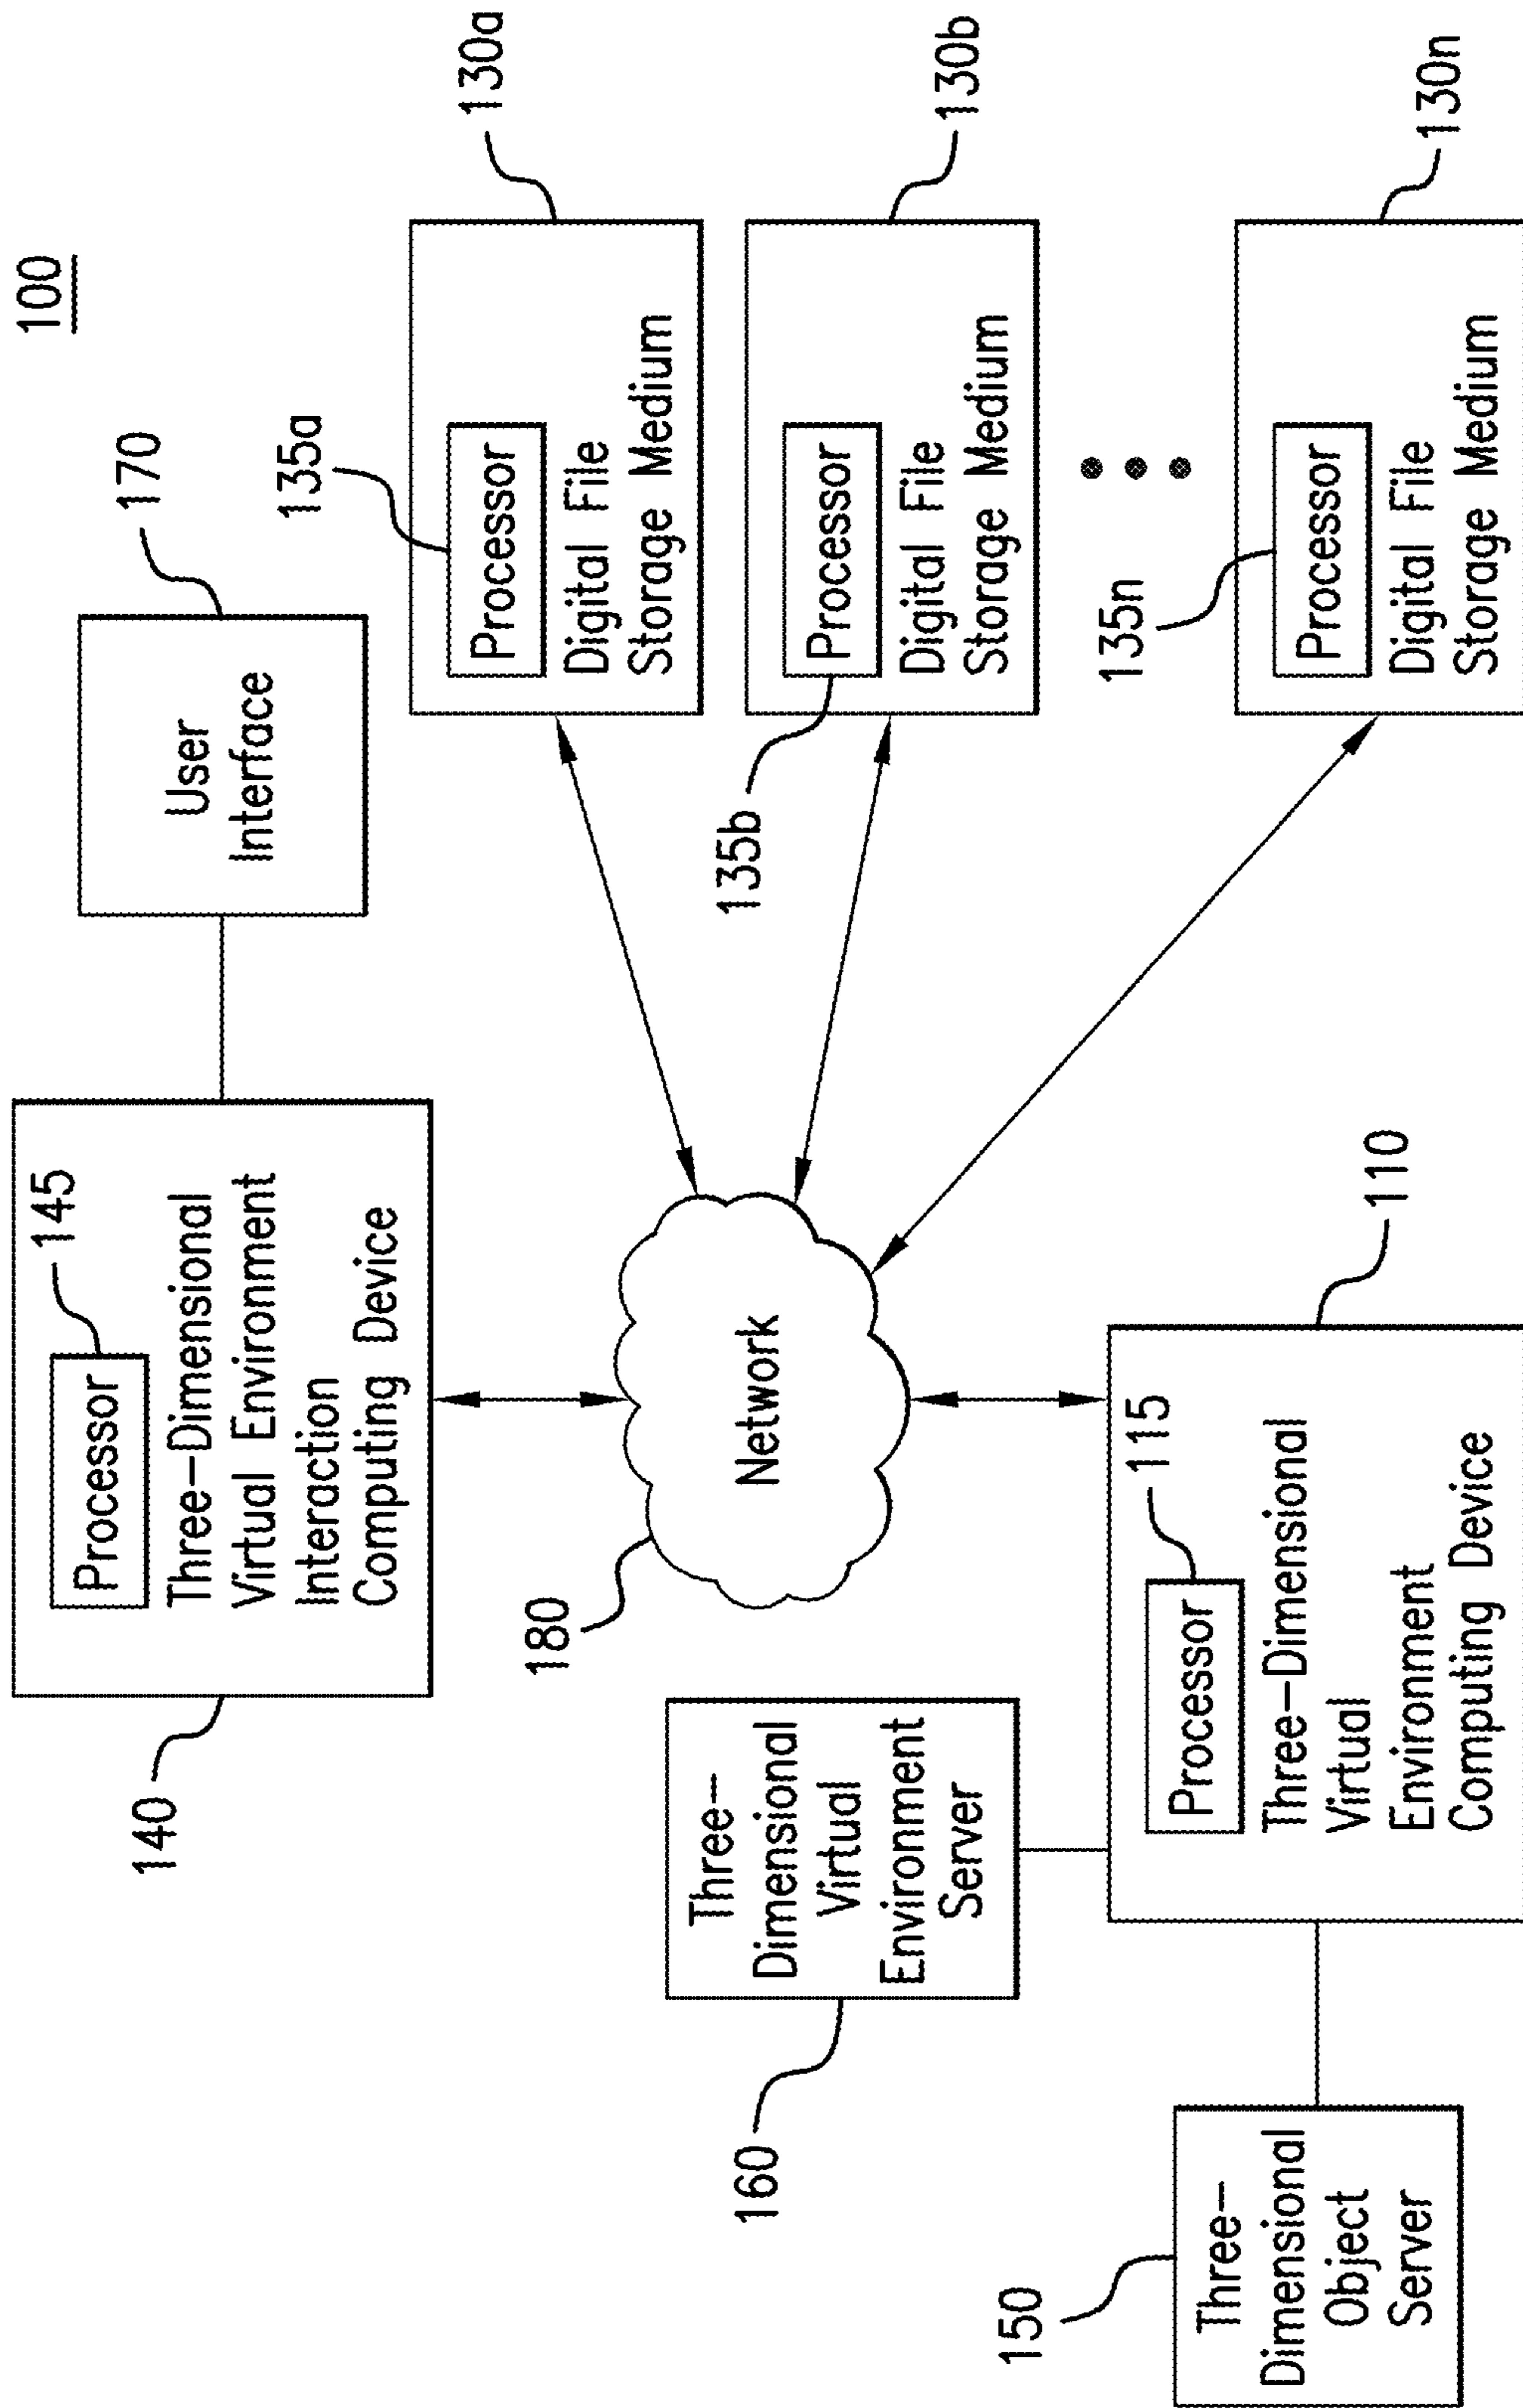 100
140
Processor
145
Three-Dimensional
Virtual Environment
Interaction
Computing Device
User
Interface
170
130a
Processor
135a
Digital File
Storage Medium
130b
Processor
135b
Digital File
Storage Medium
130n
Processor
135n
Digital File
Storage Medium
180
Network
160
Three-
Dimensional
Virtual
Environment
Server
110
Processor
115
Three-Dimensional
Virtual
Environment
Computing Device
150
Three-
Dimensional
Object
Server